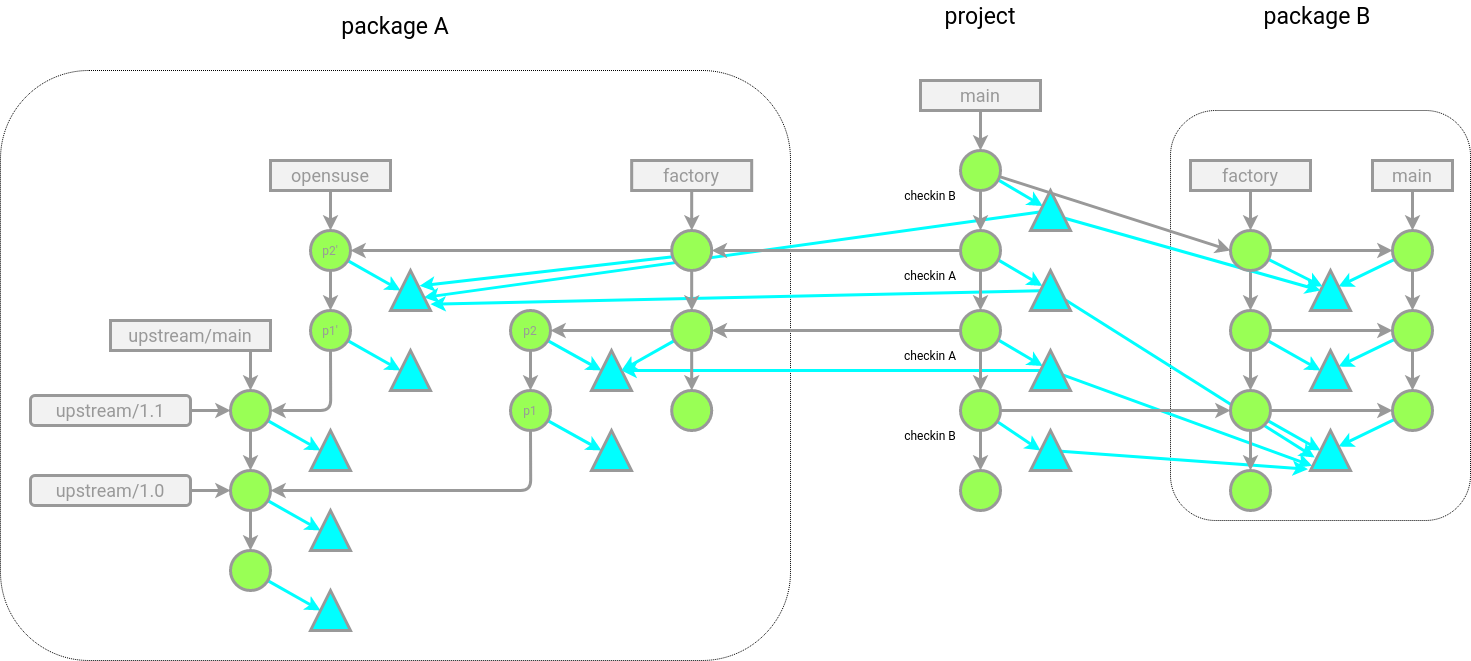 package A
project
package B
main
opensuse
factory
factory
main
checkin B
p2'
checkin A
upstream/main
p1'
p2
checkin A
upstream/1.1
p1
checkin B
upstream/1.0